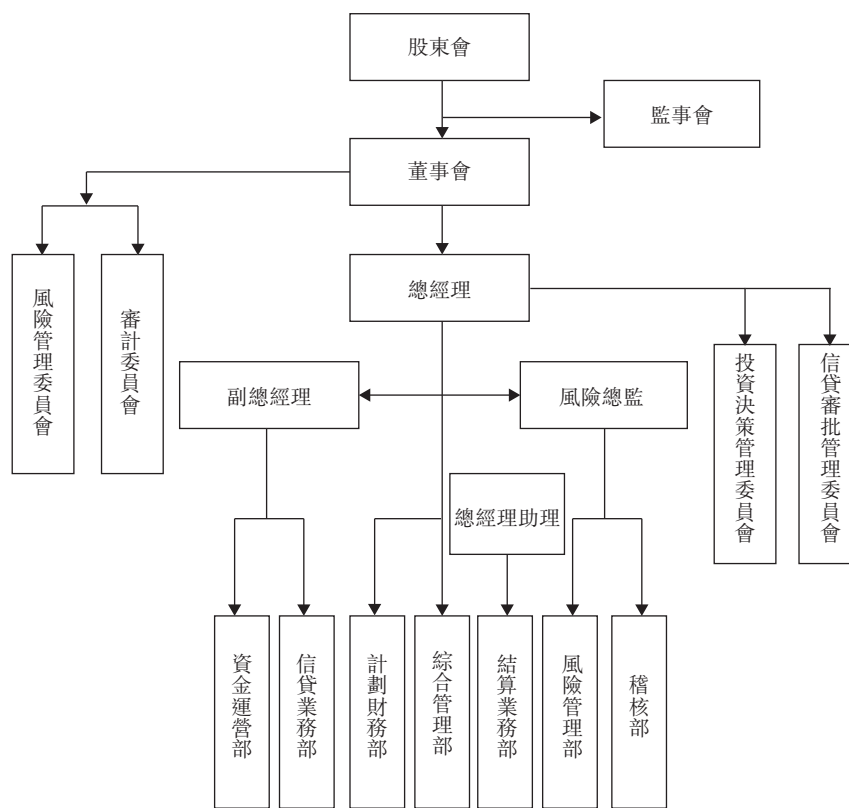 股東會
監事會
董事會
總經理
風險管理委員會
審計委員會
投資決策管理委員會
信貸審批管理委員會
副總經理
風險總監
總經理助理
資金運營部
信貸業務部
計劃財務部
綜合管理部
結算業務部
風險管理部
稽核部